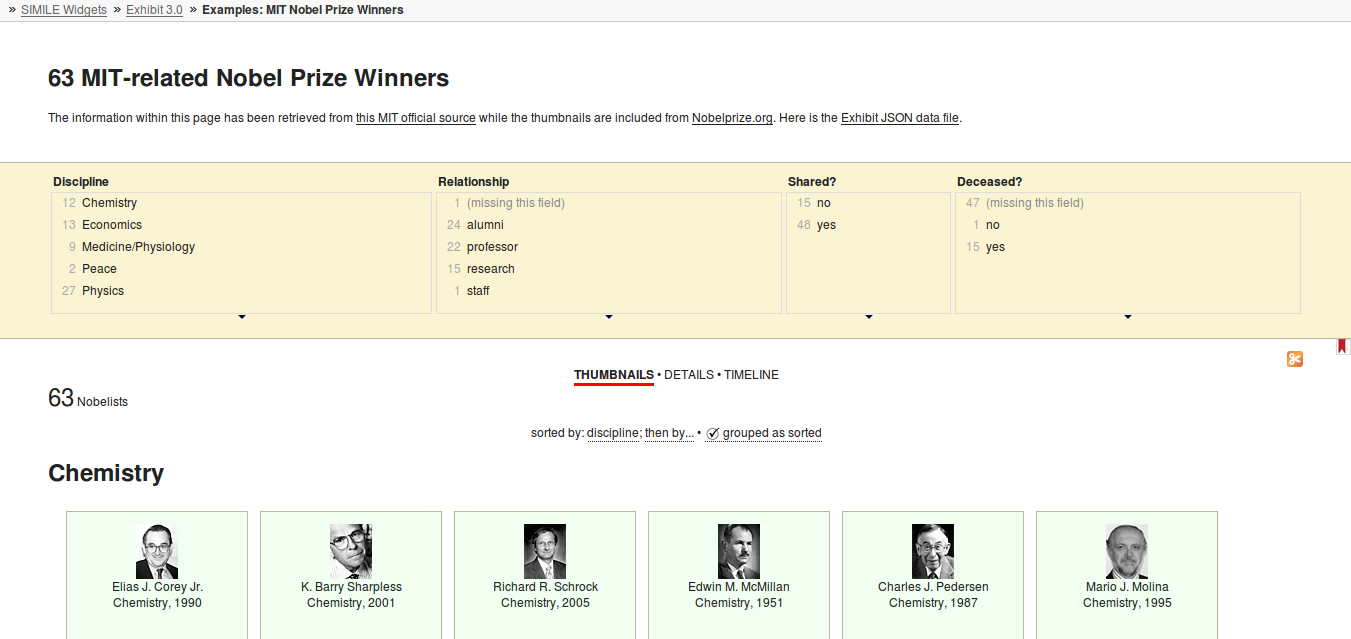 » SIMILE Widgets » Exhibit 3.0 » Examples: MIT Nobel Prize Winners
63 MIT-related Nobel Prize Winners
The information within this page has been retrieved from this MIT official source while the thumbnails are included from Nobelprize.org. Here is the Exhibit JSON data file.
Discipline
12 Chemistry
13 Economics
9 Medicine/Physiology
2 Peace
27 Physics
Relationship
1 (missing this field)
24 alumni
22 professor
15 research
1 staff
Shared?
15 no
48 yes
Deceased?
47 (missing this field)
1 no
15 yes
THUMBNAILS • DETAILS • TIMELINE
63 Nobelists
sorted by: discipline; then by... • grouped as sorted
Chemistry
Elias J. Corey Jr.
Chemistry, 1990
K. Barry Sharpless
Chemistry, 2001
Richard R. Schrock
Chemistry, 2005
Edwin M. McMillan
Chemistry, 1951
Charles J. Pedersen
Chemistry, 1987
Mario J. Molina
Chemistry, 1995